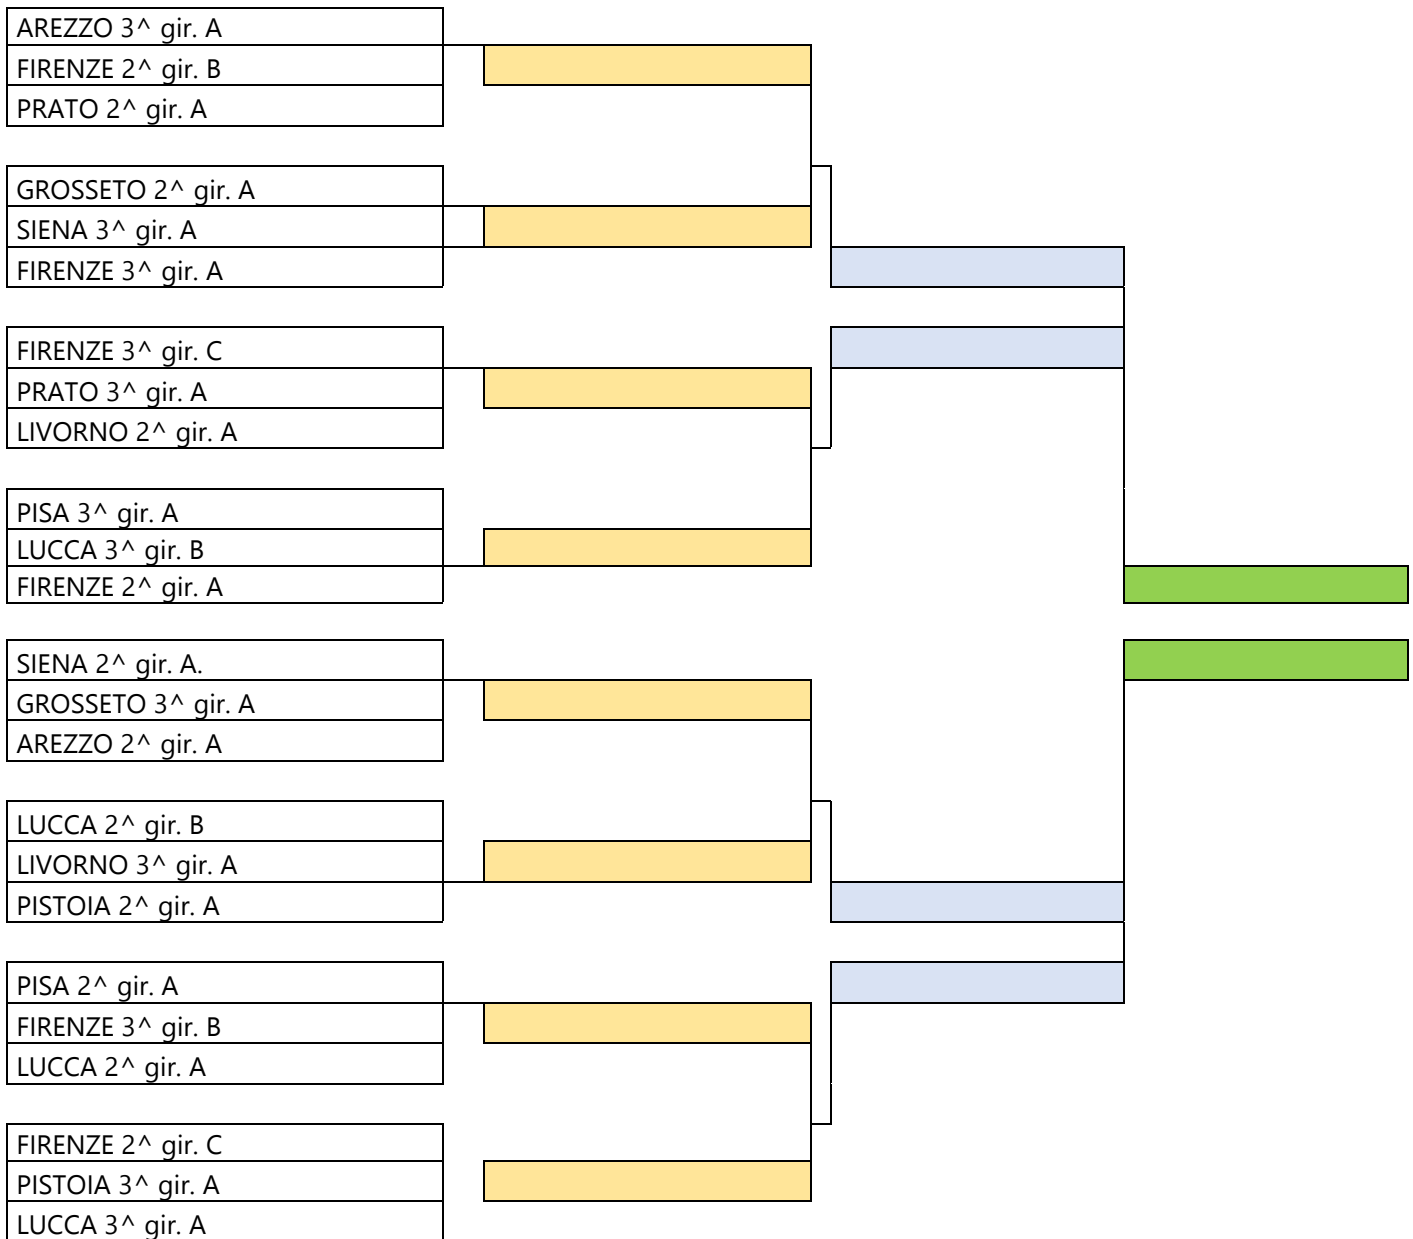 AREZZO 3^ gir. A
FIRENZE 2^ gir. B
PRATO 2^ gir. A
GROSSETO 2^ gir. A
SIENA 3^ gir. A
FIRENZE 3^ gir. A
FIRENZE 3^ gir. C
PRATO 3^ gir. A
LIVORNO 2^ gir. A
PISA 3^ gir. A
LUCCA 3^ gir. B
FIRENZE 2^ gir. A
SIENA 2^ gir. A.
GROSSETO 3^ gir. A
AREZZO 2^ gir. A
LUCCA 2^ gir. B
LIVORNO 3^ gir. A
PISTOIA 2^ gir. A
PISA 2^ gir. A
FIRENZE 3^ gir. B
LUCCA 2^ gir. A
FIRENZE 2^ gir. C
PISTOIA 3^ gir. A
LUCCA 3^ gir. A